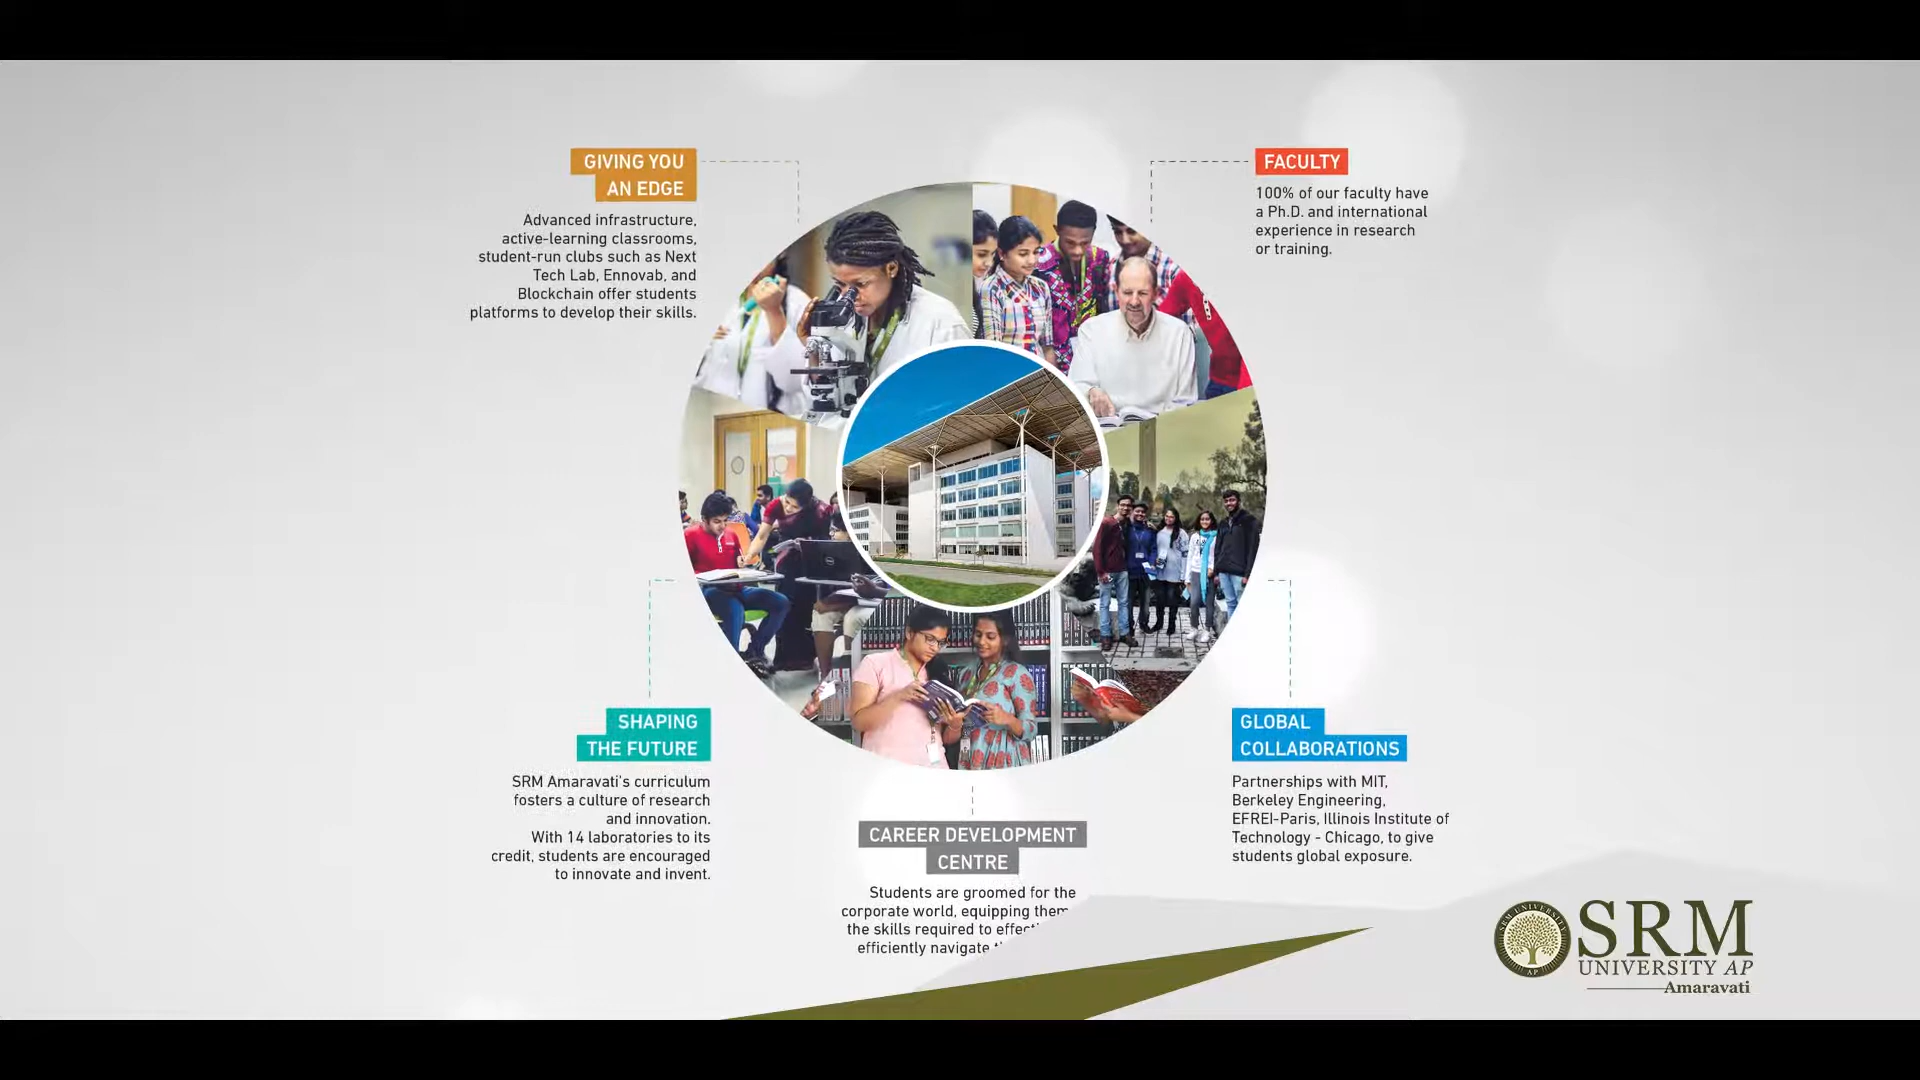 GIVING YOU
AN EDGE
Advanced infrastructure,
active-learning classrooms,
student-run clubs such as Next
Tech Lab, Ennovab, and
Blockchain offer students
platforms to develop their skills.
FACULTY
100% of our faculty have
a Ph.D. and international
experience in research
or training.
SHAPING
THE FUTURE
SRM Amaravati's curriculum
fosters a culture of research
and innovation.
With 14 laboratories to its
credit, students are encouraged
to innovate and invent.
CAREER DEVELOPMENT
CENTRE
Students are groomed for the
corporate world, equipping them
the skills required to
efficiently navigate
GLOBAL
COLLABORATIONS
Partnerships with MIT,
Berkeley Engineering,
EFREI-Paris, Illinois Institute of
Technology - Chicago, to give
students global exposure.
SRM
UNIVERSITY AP
Amaravati
SRM UNIVERSITY
AP